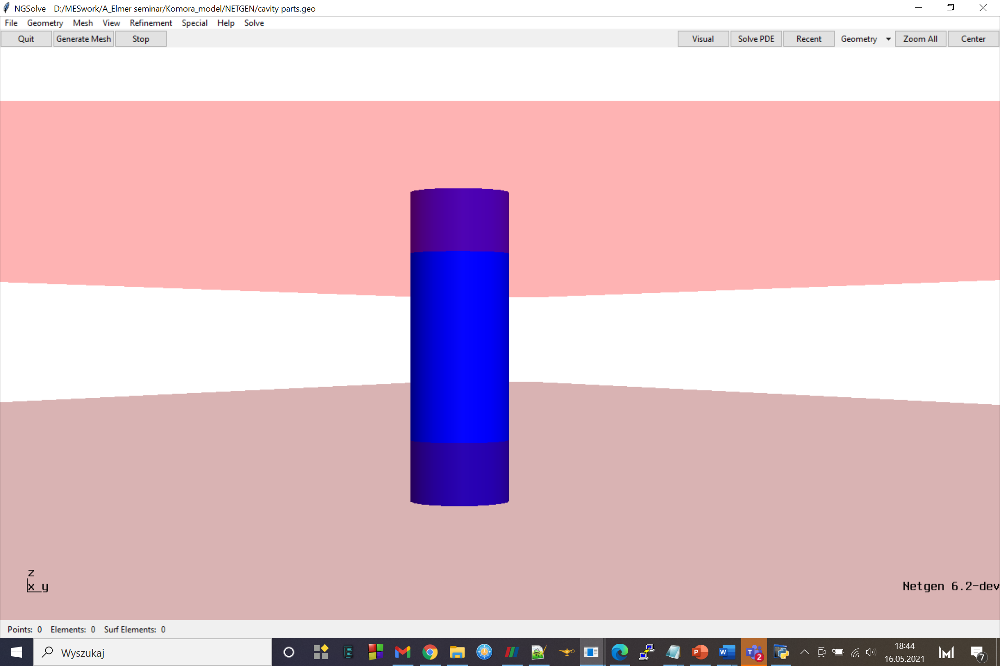 NGSolve - D:/MESwork/A_Elmer seminar/Komora_model/NETGEN/cavity parts.geo
File Geometry Mesh View Refinement Special Help Solve
Quit Generate Mesh Stop Visual Solve PDE Recent Geometry Zoom All Center
z
x y
Netgen 6.2-dev
Points: 0 Elements: 0 Surf Elements: 0
Wyszukaj
2
18:44
16.05.2021
7